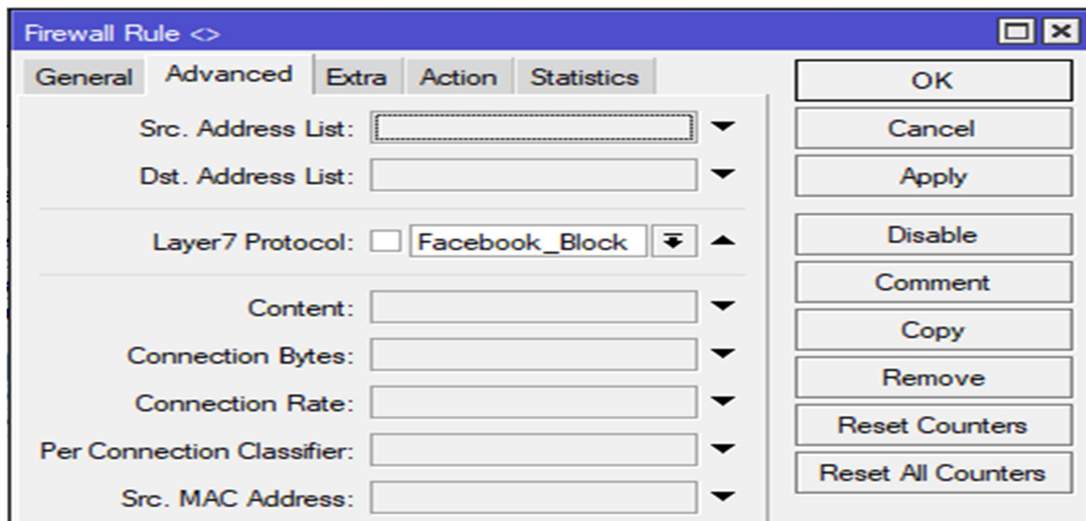 Firewall Rule <>
General Advanced Extra Action Statistics
Src. Address List:
Dst. Address List:
Layer7 Protocol: Facebook_Block
Content:
Connection Bytes:
Connection Rate:
Per Connection Classifier:
Src. MAC Address:
OK
Cancel
Apply
Disable
Comment
Copy
Remove
Reset Counters
Reset All Counters